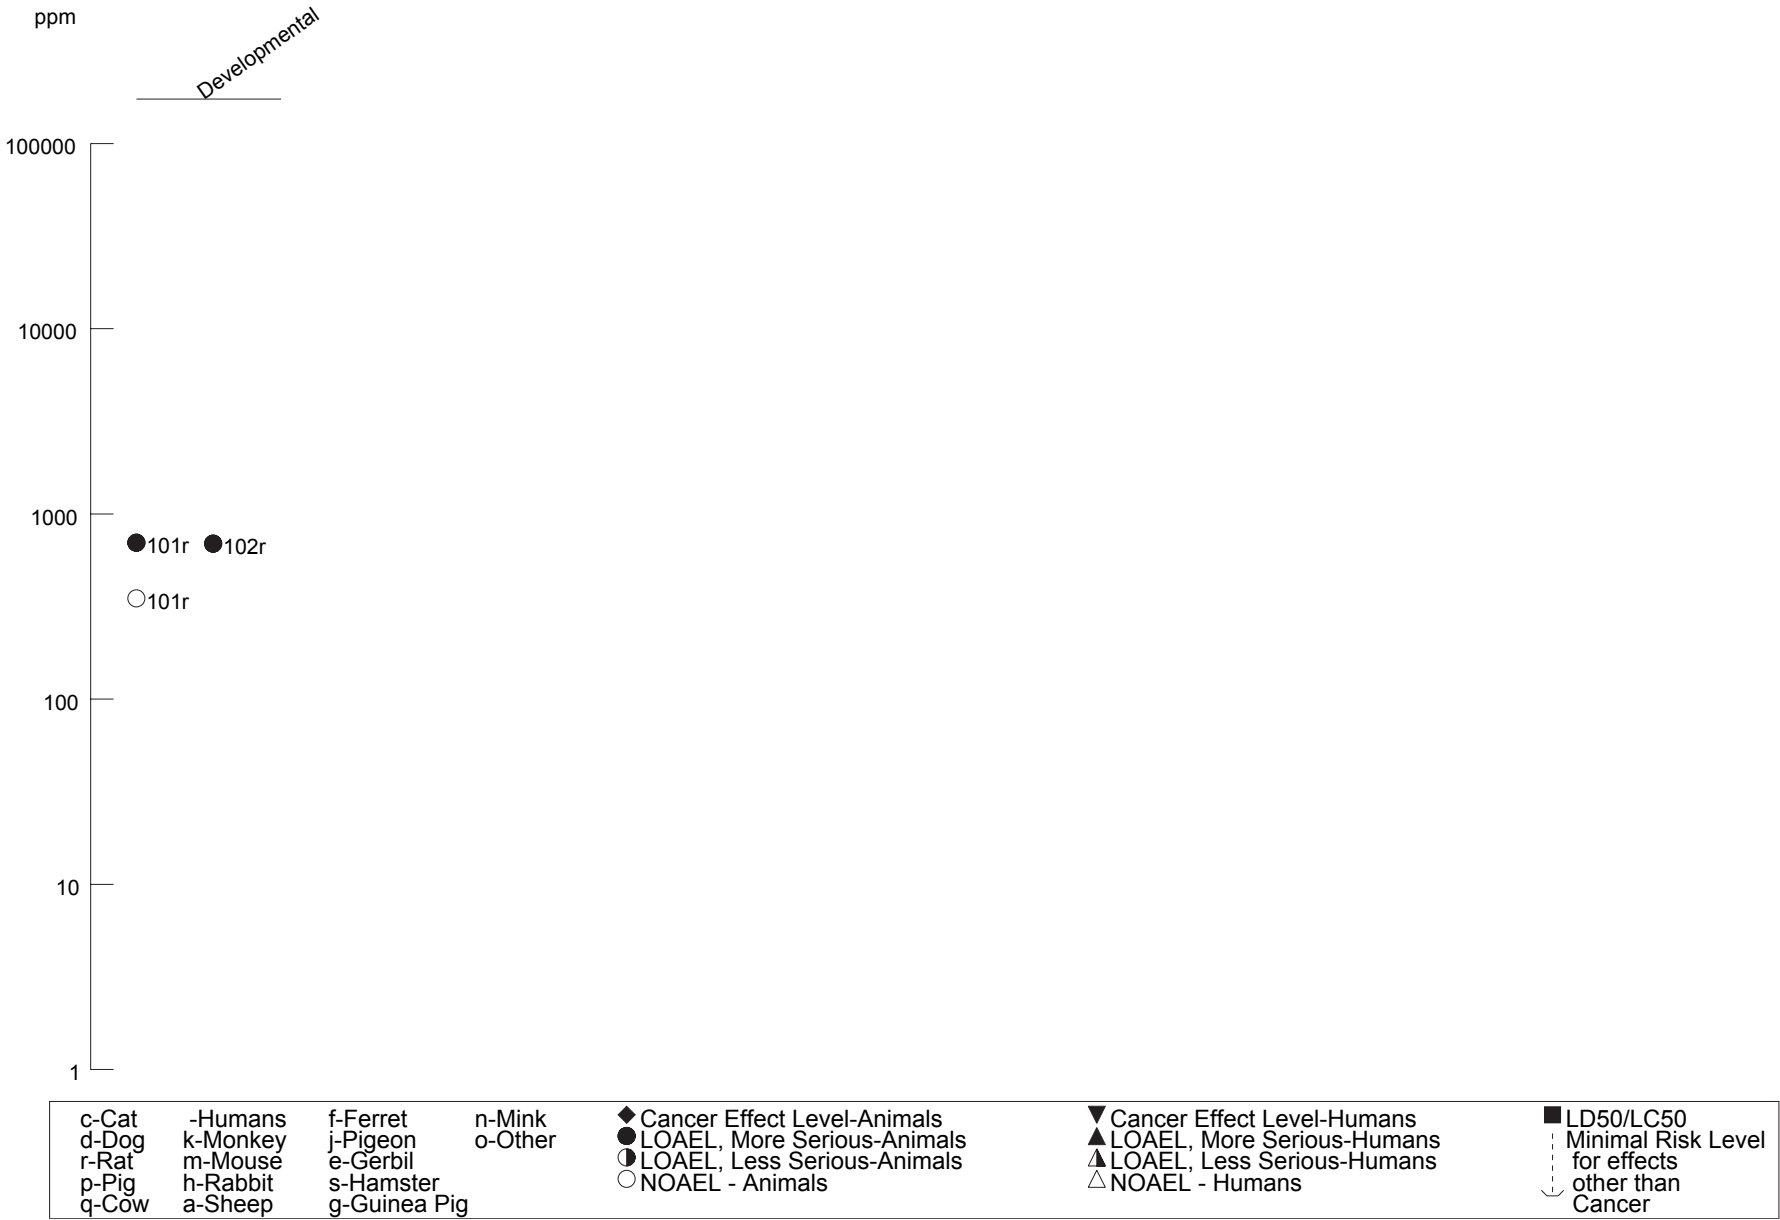 ppm
Developmental
100000
10000
1000
101r
102r
101r
100
10
1
c-Cat -Humans f-Ferret n-Mink Cancer Effect Level-Animals Cancer Effect Level-Humans LD50/LC50
d-Dog k-Monkey j-Pigeon o-Other LOAEL, More Serious-Animals LOAEL, More Serious-Humans Minimal Risk Level
r-Rat m-Mouse e-Gerbil LOAEL, Less Serious-Animals LOAEL, Less Serious-Humans for effects
p-Pig h-Rabbit s-Hamster NOAEL - Animals NOAEL - Humans other than
q-Cow a-Sheep g-Guinea Pig Cancer